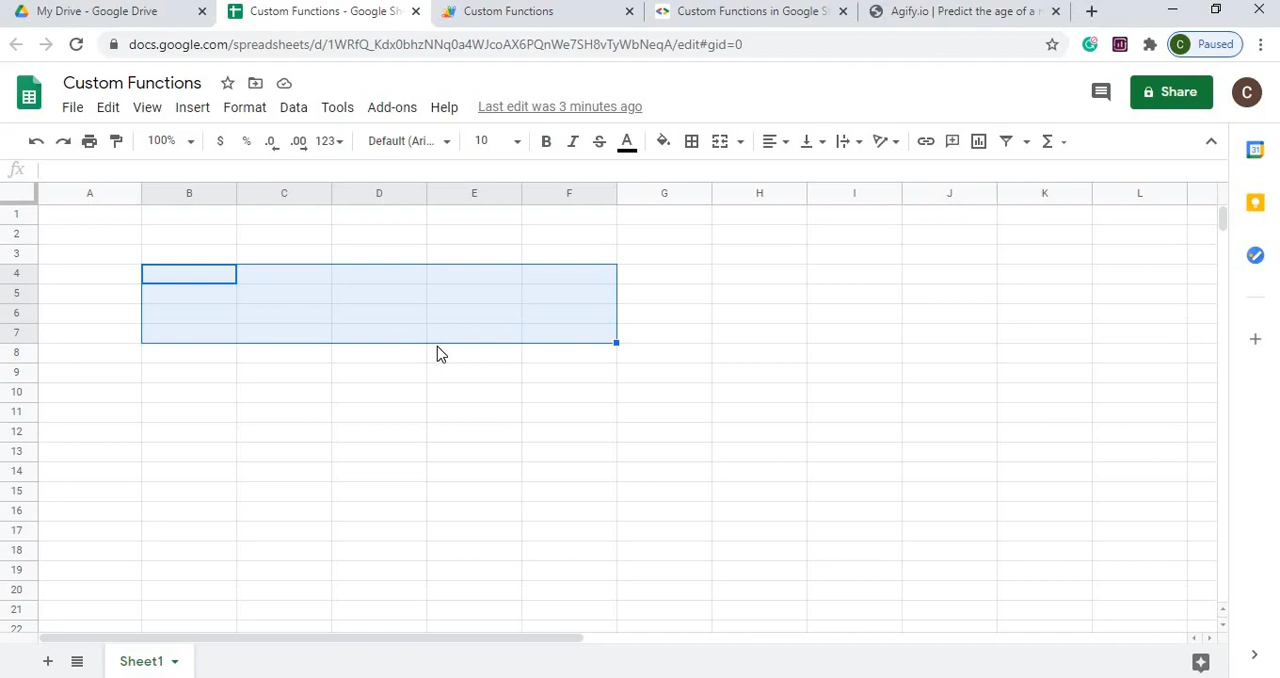 My Drive - Google Drive
Custom Functions - Google Sh
Custom Functions
Custom Functions in Google S
Agify.io | Predict the age of a n
docs.google.com/spreadsheets/d/1WRfQ_Kdx0bhzNNq0a4WJcoAX6PQnWe7SH8vTyWbNeqA/edit#gid=0
C Paused
Custom Functions
File Edit View Insert Format Data Tools Add-ons Help Last edit was 3 minutes ago
Share
C
100% $ % .0 .00 123 Default (Ari... 10 B I S A Σ
fx
A B C D E F G H I J K L
1
2
3
4
5
6
7
8
9
10
11
12
13
14
15
16
17
18
19
20
21
22
+ Sheet1
31